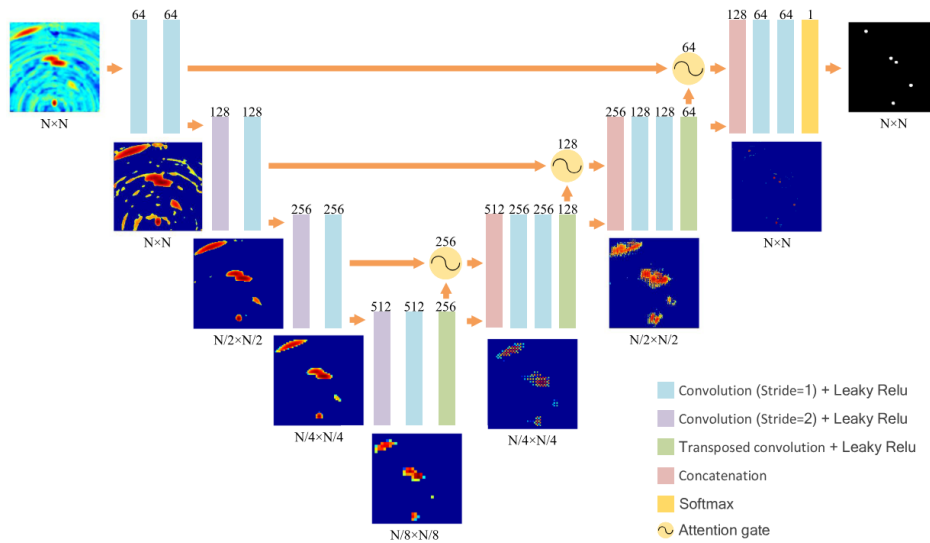 64 64
128 64 64 1
64
N×N
N×N
128 128
256 128 128 64
128
N×N
N×N
256 256
512 256 256 128
256
N/2×N/2
N/2×N/2
512 512 256
N/4×N/4
N/4×N/4
N/8×N/8
Convolution (Stride=1) + Leaky Relu
Convolution (Stride=2) + Leaky Relu
Transposed convolution + Leaky Relu
Concatenation
Softmax
Attention gate